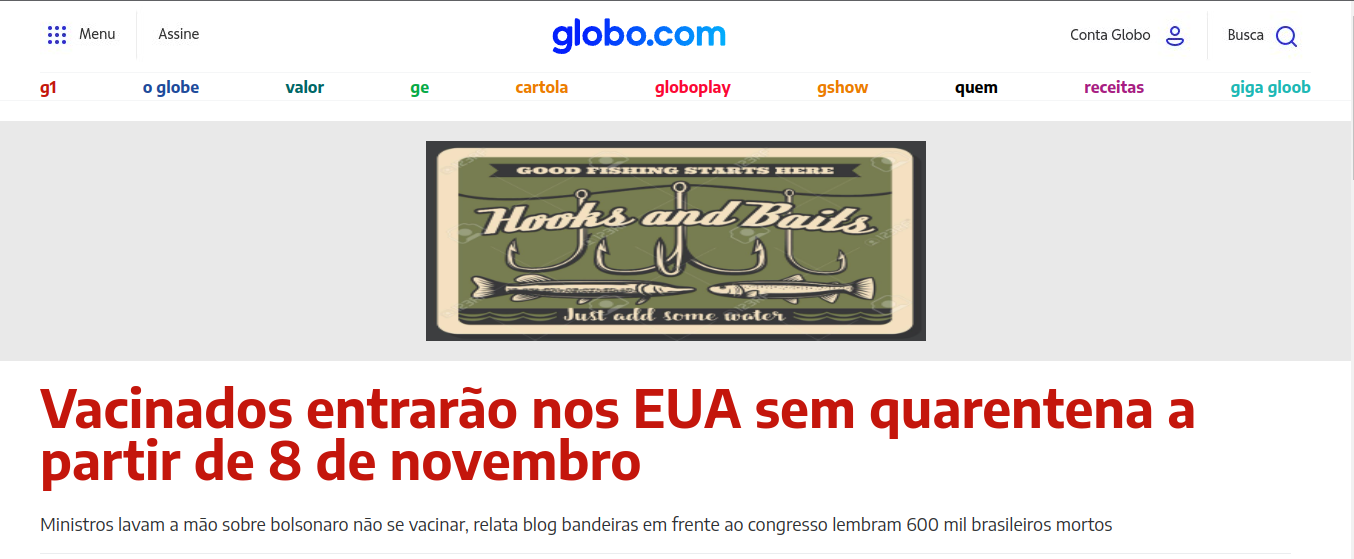 Menu Assine globo.com Conta Globo Busca
g1 o globe valor ge cartola globoplay gshow quem receitas giga gloob
GOOD FISHING STARTS HERE
Hooks and Baits
Just add some water
Vacinados entrarão nos EUA sem quarentena a
partir de 8 de novembro
Ministros lavam a mão sobre bolsonaro não se vacinar, relata blog bandeiras em frente ao congresso lembram 600 mil brasileiros mortos